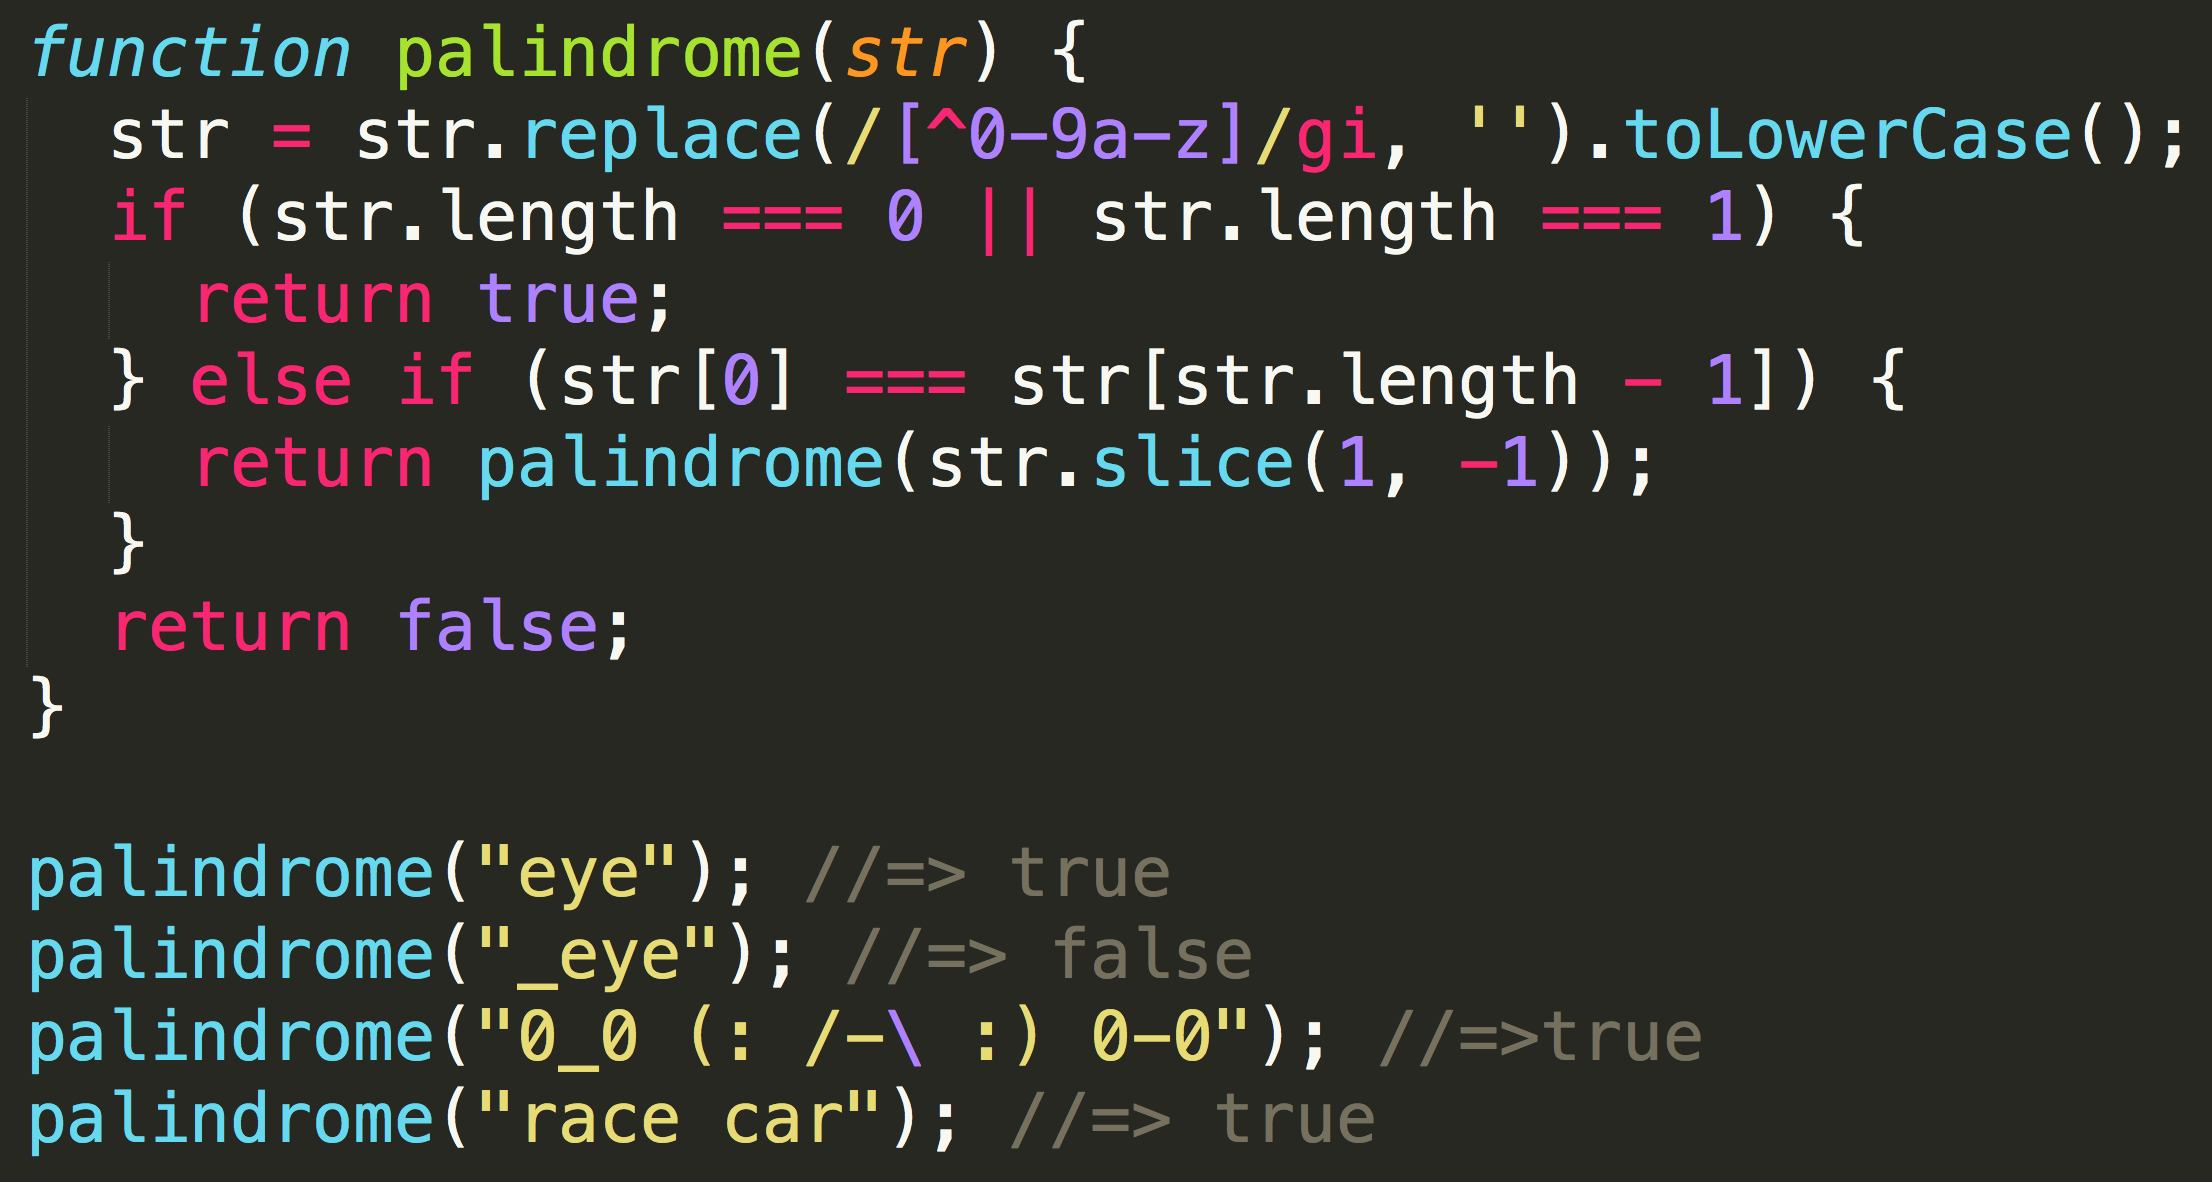 function palindrome(str) {
  str = str.replace(/[^0-9a-z]/gi, '').toLowerCase();
  if (str.length === 0 || str.length === 1) {
    return true;
  } else if (str[0] === str[str.length - 1]) {
    return palindrome(str.slice(1, -1));
  }
  return false;
}
palindrome("eye"); //=> true
palindrome("_eye"); //=> false
palindrome("0_0 (: /-\ :) 0-0"); //=>true
palindrome("race car"); //=> true